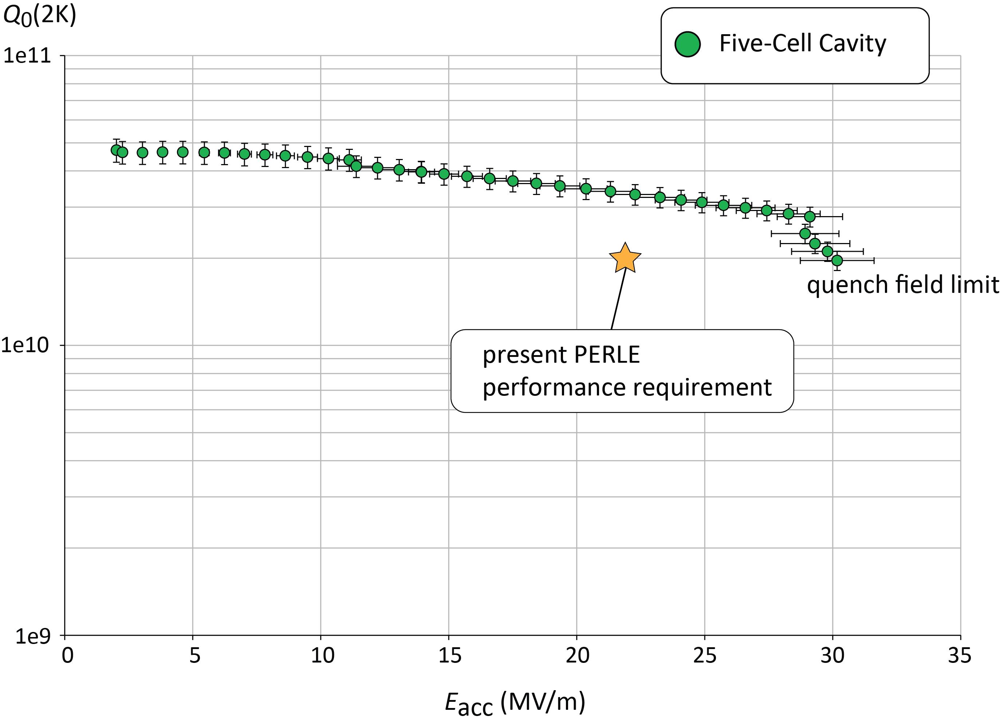 Q0(2K)
Five-Cell Cavity
1e11
quench field limit
1e10
present PERLE
performance requirement
1e9
0 5 10 15 20 25 30 35
Eacc (MV/m)